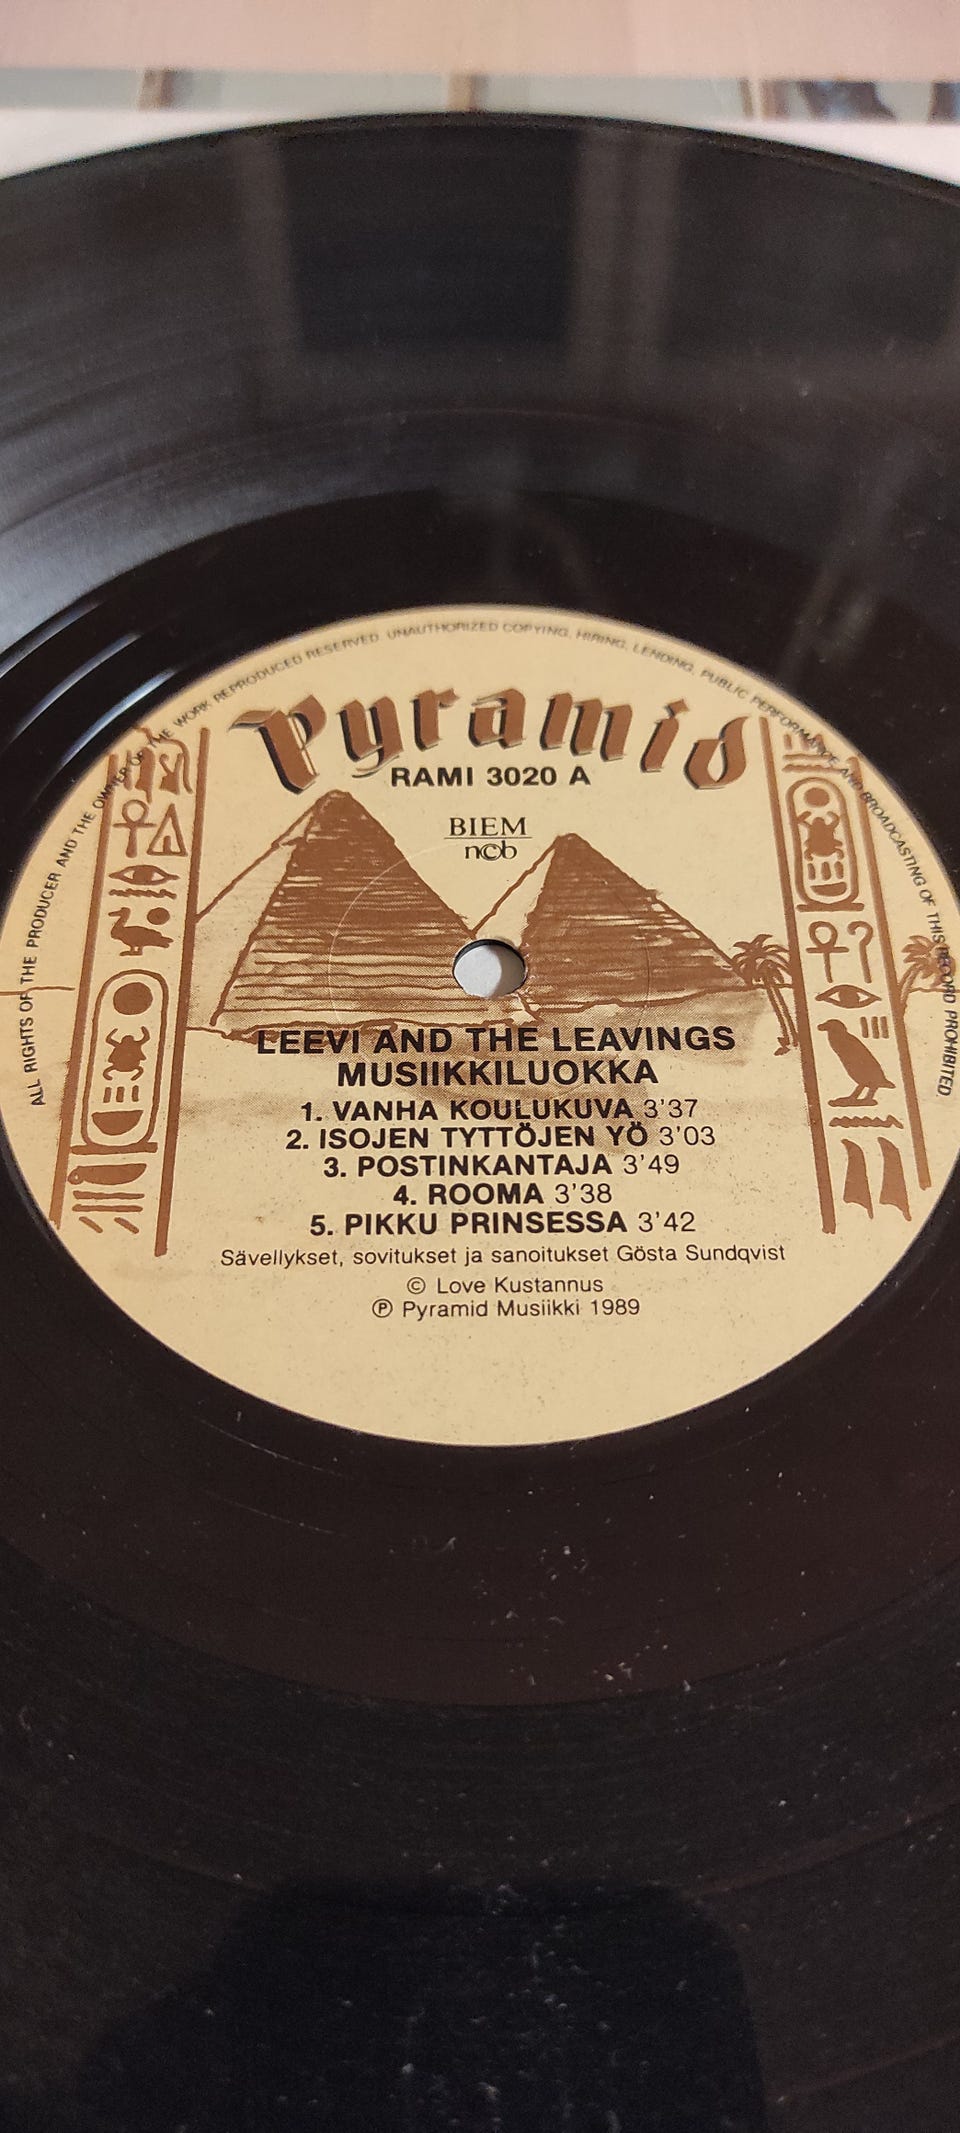 ALL RIGHTS OF THE PRODUCER AND THE OWNER OF THE WORK REPRODUCED RESERVED. UNAUTHORIZED COPYING, HIRING, LENDING, PUBLIC PERFORMANCE AND BROADCASTING OF THIS RECORD PROHIBITED.
Pyramid
RAMI 3020 A
BIEM
ncb
LEEVI AND THE LEAVINGS
MUSIIKKILUOKKA
1. VANHA KOULUKUVA 3'37
2. ISOJEN TYTTÖJEN YÖ 3'03
3. POSTINKANTAJA 3'49
4. ROOMA 3'38
5. PIKKU PRINSESSA 3'42
Sävellykset, sovitukset ja sanoitukset Gösta Sundqvist
© Love Kustannus
℗ Pyramid Musiikki 1989